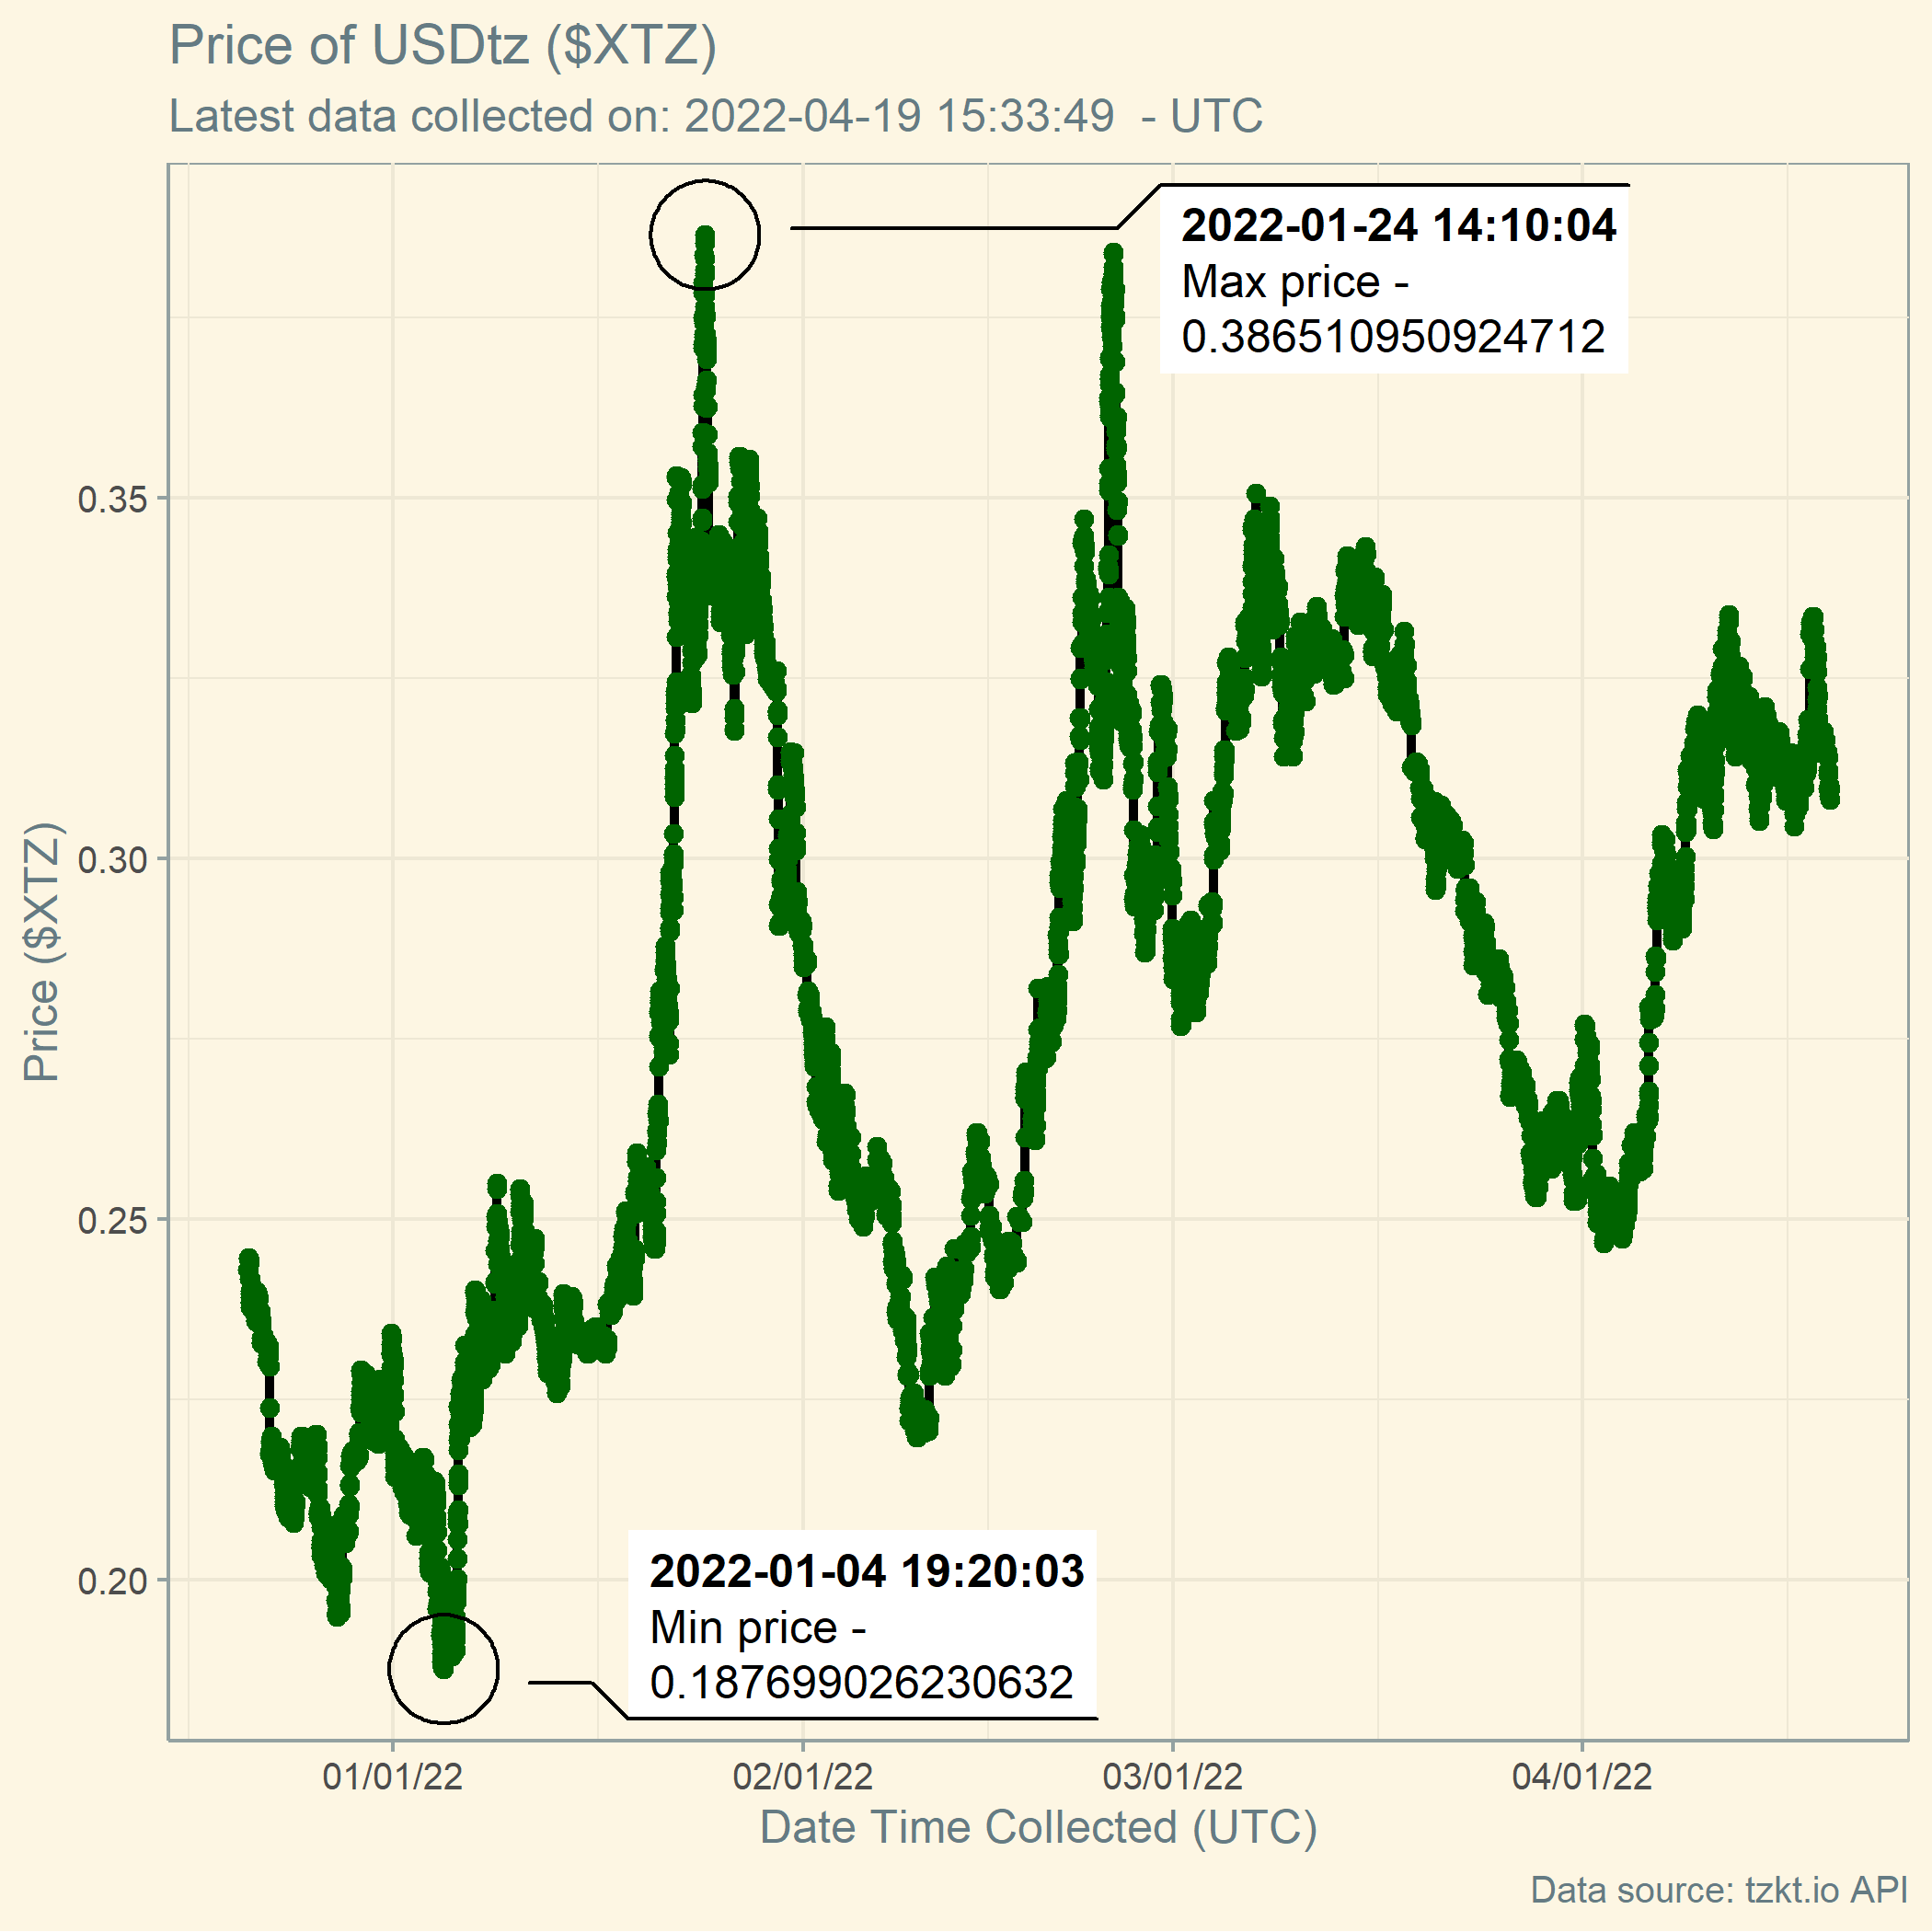 Price of USDtz ($XTZ)
Latest data collected on: 2022-04-19 15:33:49  - UTC
2022-01-24 14:10:04
Max price -
0.386510950924712
0.35
0.30
Price ($XTZ)
0.25
0.20
2022-01-04 19:20:03
Min price -
0.187699026230632
01/01/22
02/01/22
03/01/22
04/01/22
Date Time Collected (UTC)
Data source: tzkt.io API